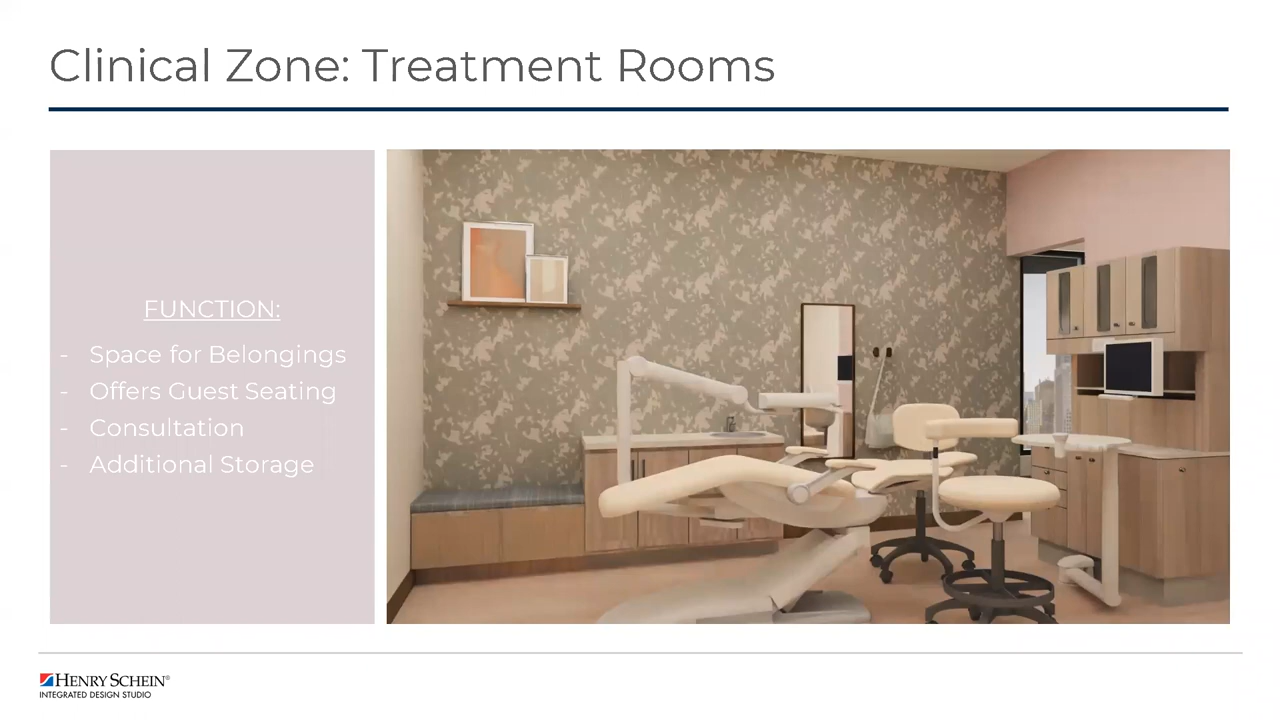 Clinical Zone: Treatment Rooms
FUNCTION:
- Space for Belongings
- Offers Guest Seating
- Consultation
- Additional Storage
HENRY SCHEIN®
INTEGRATED DESIGN STUDIO